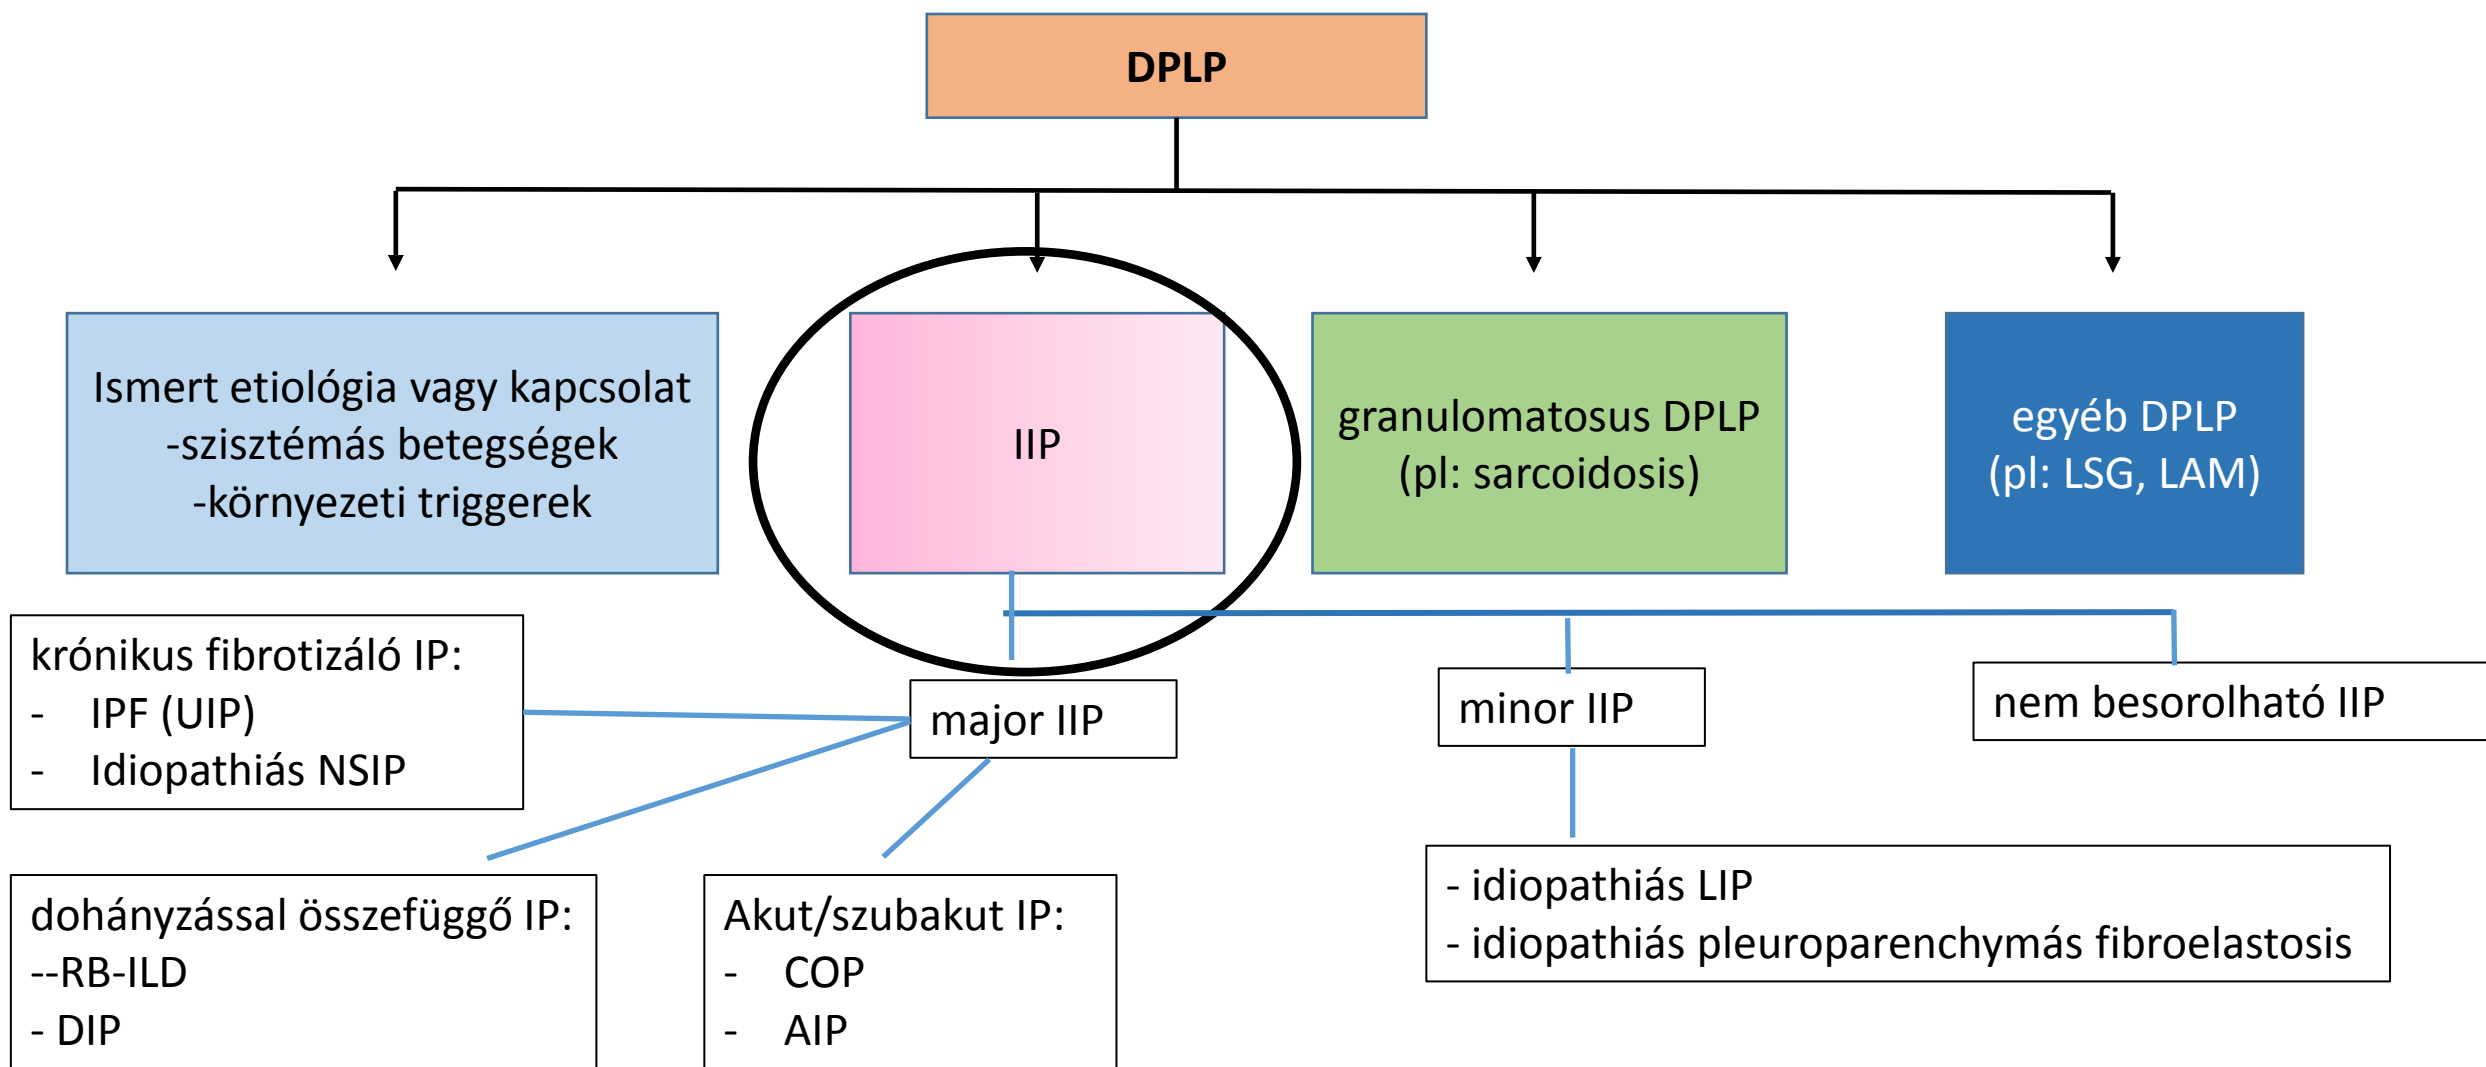 DPLP
Ismert etiológia vagy kapcsolat
-szisztémás betegségek
-környezeti triggerek
IIP
granulomatosus DPLP
(pl: sarcoidosis)
egyéb DPLP
(pl: LSG, LAM)
krónikus fibrotizáló IP:
- IPF (UIP)
- Idiopathiás NSIP
major IIP
minor IIP
nem besorolható IIP
dohányzással összefüggő IP:
--RB-ILD
- DIP
Akut/szubakut IP:
- COP
- AIP
- idiopathiás LIP
- idiopathiás pleuroparenchymás fibroelastosis